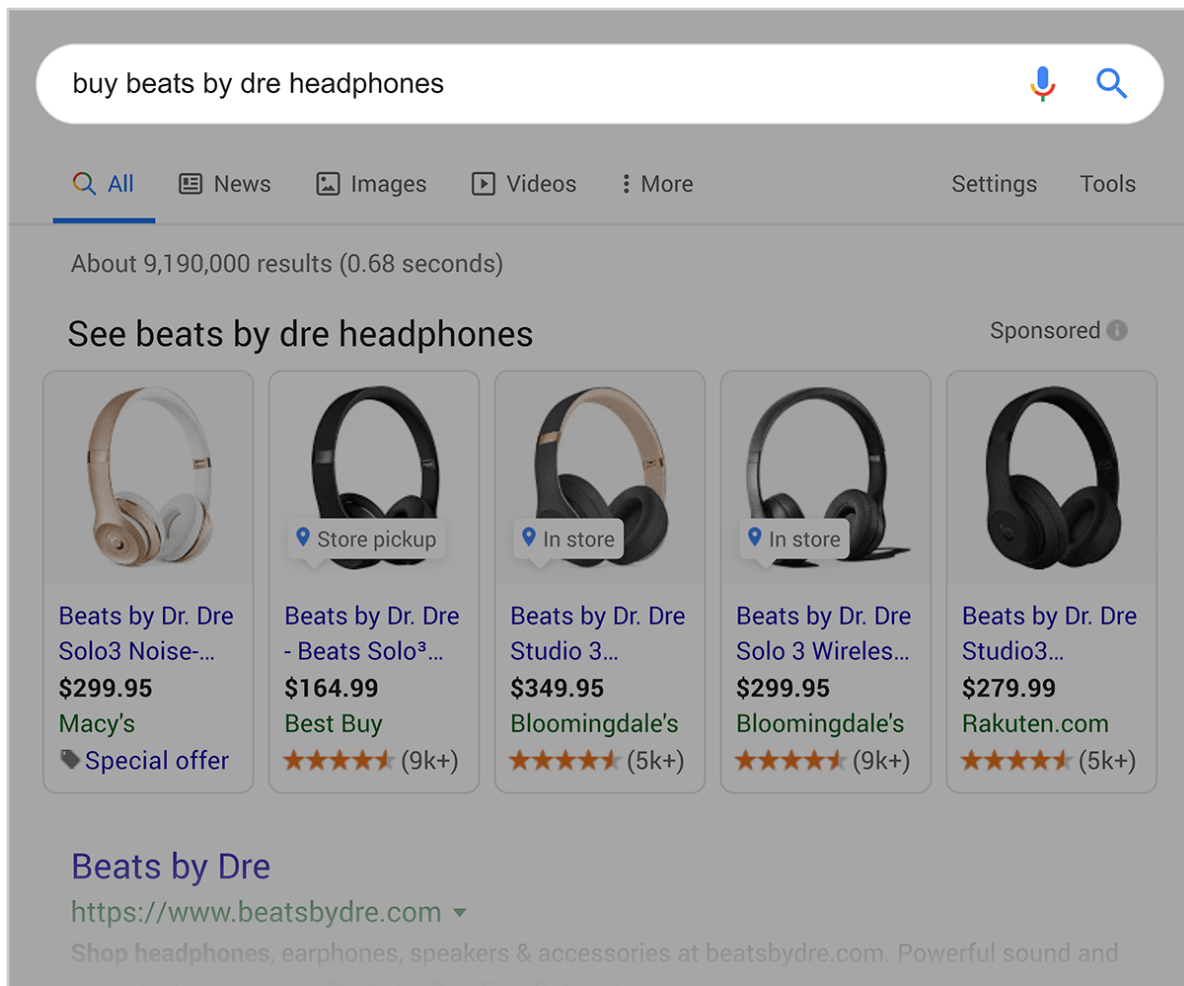 buy beats by dre headphones
All News Images Videos More Settings Tools
About 9,190,000 results (0.68 seconds)
See beats by dre headphones
Sponsored
Store pickup
In store
In store
Beats by Dr. Dre
Solo3 Noise-...
$299.95
Macy's
Special offer
Beats by Dr. Dre
- Beats Solo³...
$164.99
Best Buy
(9k+)
Beats by Dr. Dre
Studio 3...
$349.95
Bloomingdale's
(5k+)
Beats by Dr. Dre
Solo 3 Wireles...
$299.95
Bloomingdale's
(9k+)
Beats by Dr. Dre
Studio3...
$279.99
Rakuten.com
(5k+)
Beats by Dre
https://www.beatsbydre.com
Shop headphones, earphones, speakers & accessories at beatsbydre.com. Powerful sound and